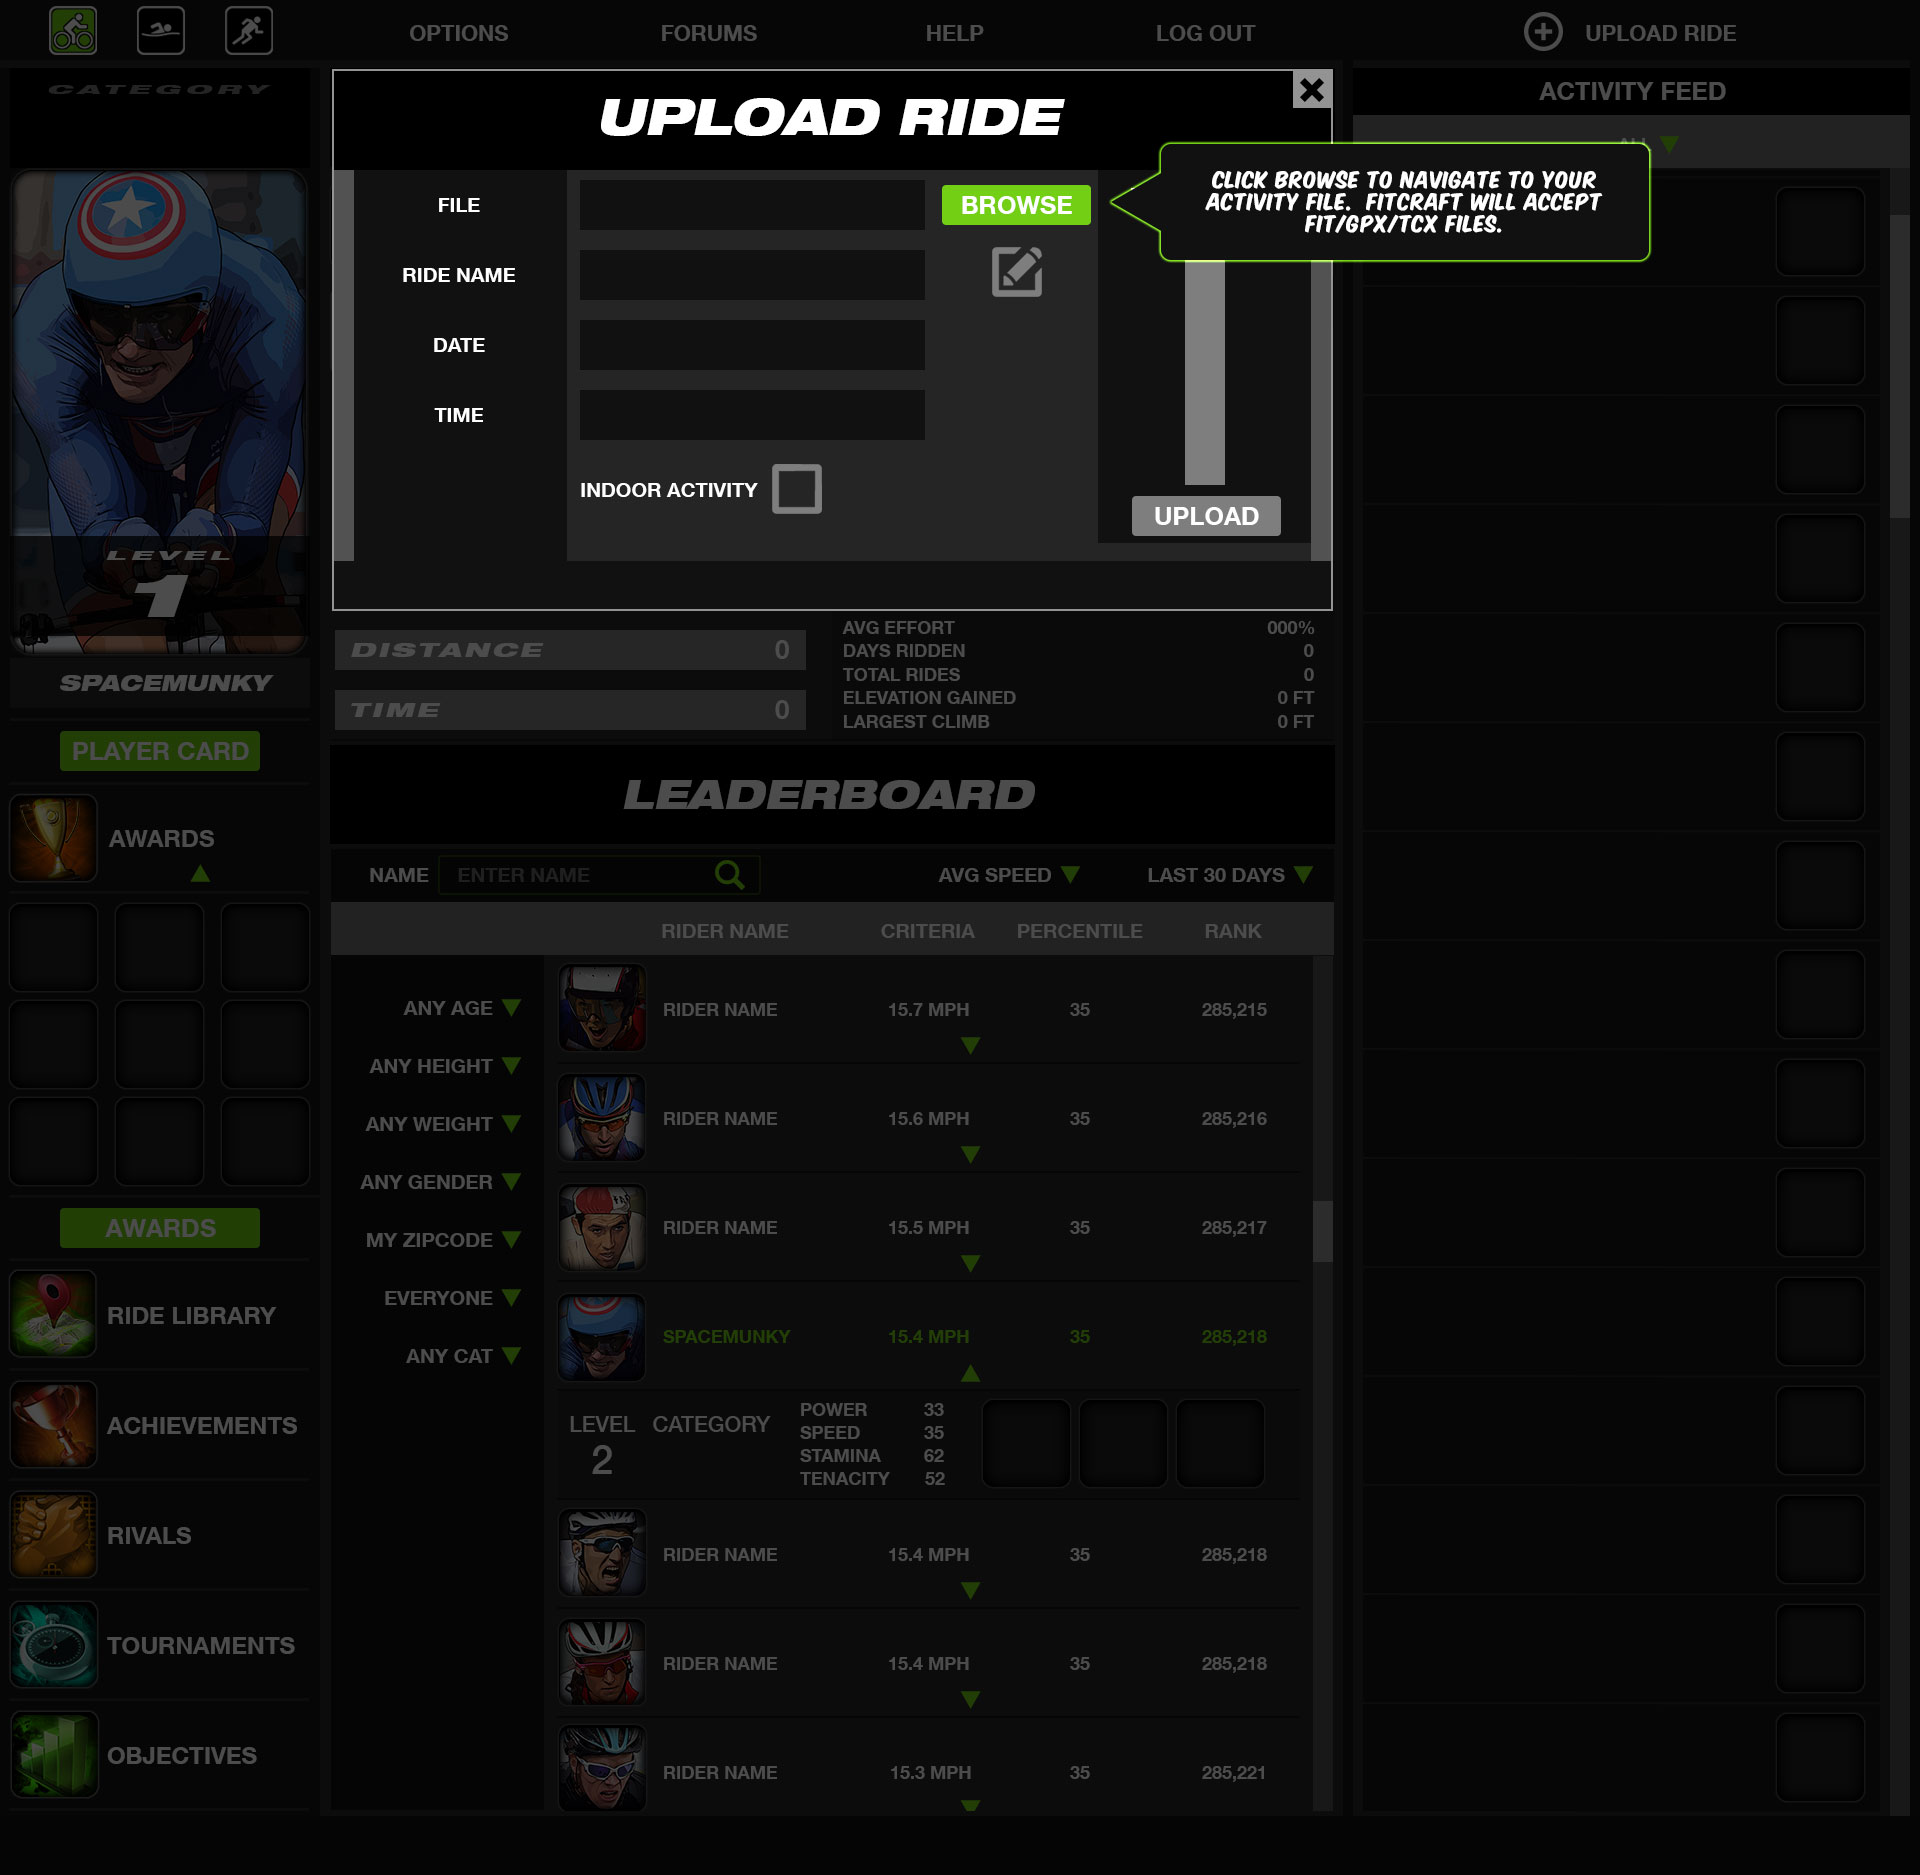 OPTIONS
FORUMS
HELP
LOG OUT
UPLOAD RIDE
CATEGORY
UPLOAD RIDE
ACTIVITY FEED
ALL
CLICK BROWSE TO NAVIGATE TO YOUR
ACTIVITY FILE. FITCRAFT WILL ACCEPT
FIT/GPX/TCX FILES.
FILE
BROWSE
RIDE NAME
DATE
TIME
INDOOR ACTIVITY
UPLOAD
LEVEL
1
SPACEMUNKY
PLAYER CARD
AWARDS
AWARDS
RIDE LIBRARY
ACHIEVEMENTS
RIVALS
TOURNAMENTS
OBJECTIVES
DISTANCE 0
TIME 0
AVG EFFORT 000%
DAYS RIDDEN 0
TOTAL RIDES 0
ELEVATION GAINED 0 FT
LARGEST CLIMB 0 FT
LEADERBOARD
NAME ENTER NAME AVG SPEED LAST 30 DAYS
RIDER NAME CRITERIA PERCENTILE RANK
ANY AGE
ANY HEIGHT
ANY WEIGHT
ANY GENDER
MY ZIPCODE
EVERYONE
ANY CAT
RIDER NAME 15.7 MPH 35 285,215
RIDER NAME 15.6 MPH 35 285,216
RIDER NAME 15.5 MPH 35 285,217
SPACEMUNKY 15.4 MPH 35 285,218
LEVEL CATEGORY
2
POWER 33
SPEED 35
STAMINA 62
TENACITY 52
RIDER NAME 15.4 MPH 35 285,218
RIDER NAME 15.4 MPH 35 285,218
RIDER NAME 15.3 MPH 35 285,221